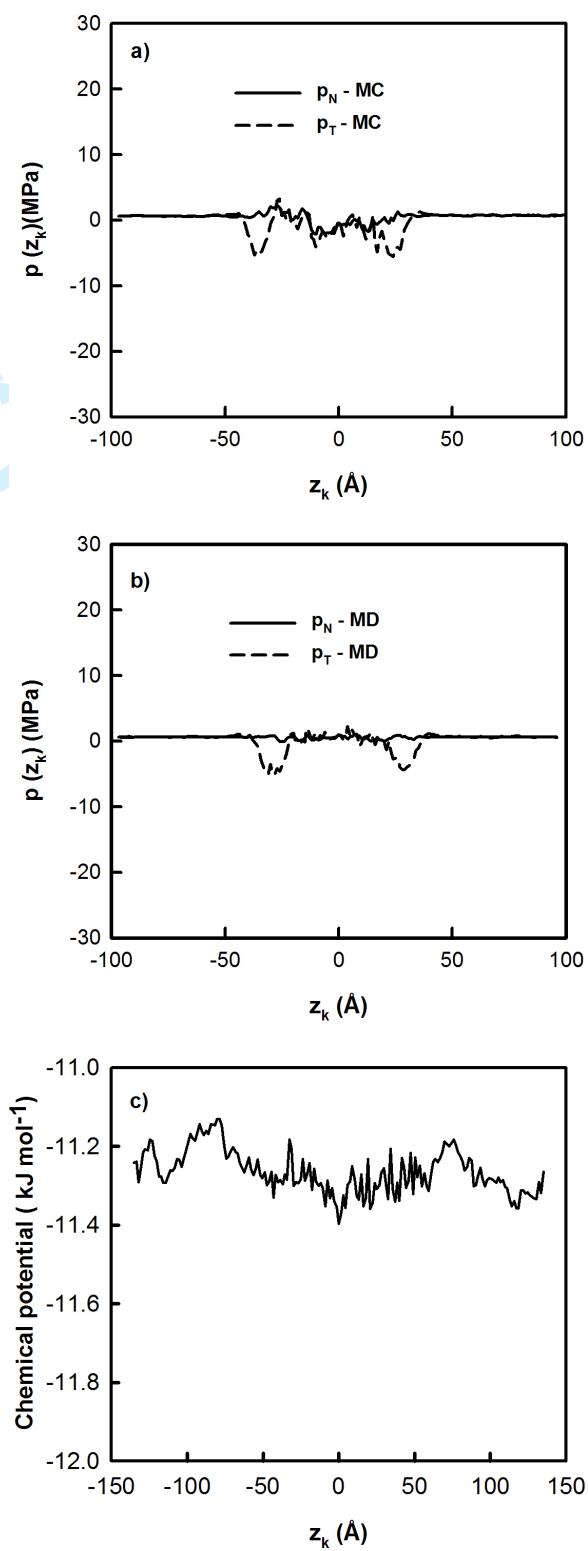 30
a)
20
p_N - MC
p_T - MC
10
p (z_k)(MPa)
0
-10
-20
-30
-100 -50 0 50 100
z_k (Å)
30
b)
20
p_N - MD
p_T - MD
10
p (z_k) (MPa)
0
-10
-20
-30
-100 -50 0 50 100
z_k (Å)
-11.0
c)
-11.2
-11.4
Chemical potential ( kJ mol⁻¹)
-11.6
-11.8
-12.0
-150 -100 -50 0 50 100 150
z_k (Å)